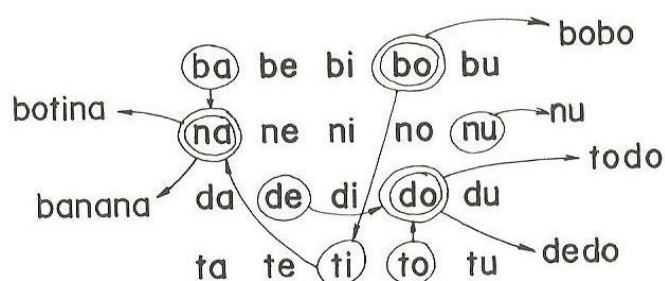 bobo
ba be bi bo bu
botina
na ne ni no nu
nu
todo
banana
da de di do du
dedo
ta te ti to tu